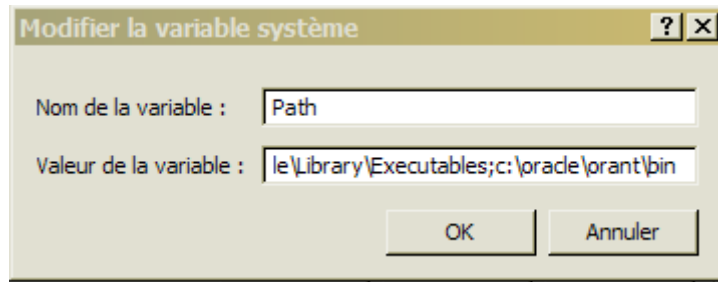 Modifier la variable système
Nom de la variable : Path
Valeur de la variable : le\Library\Executables;c:\oracle\orant\bin
OK Annuler